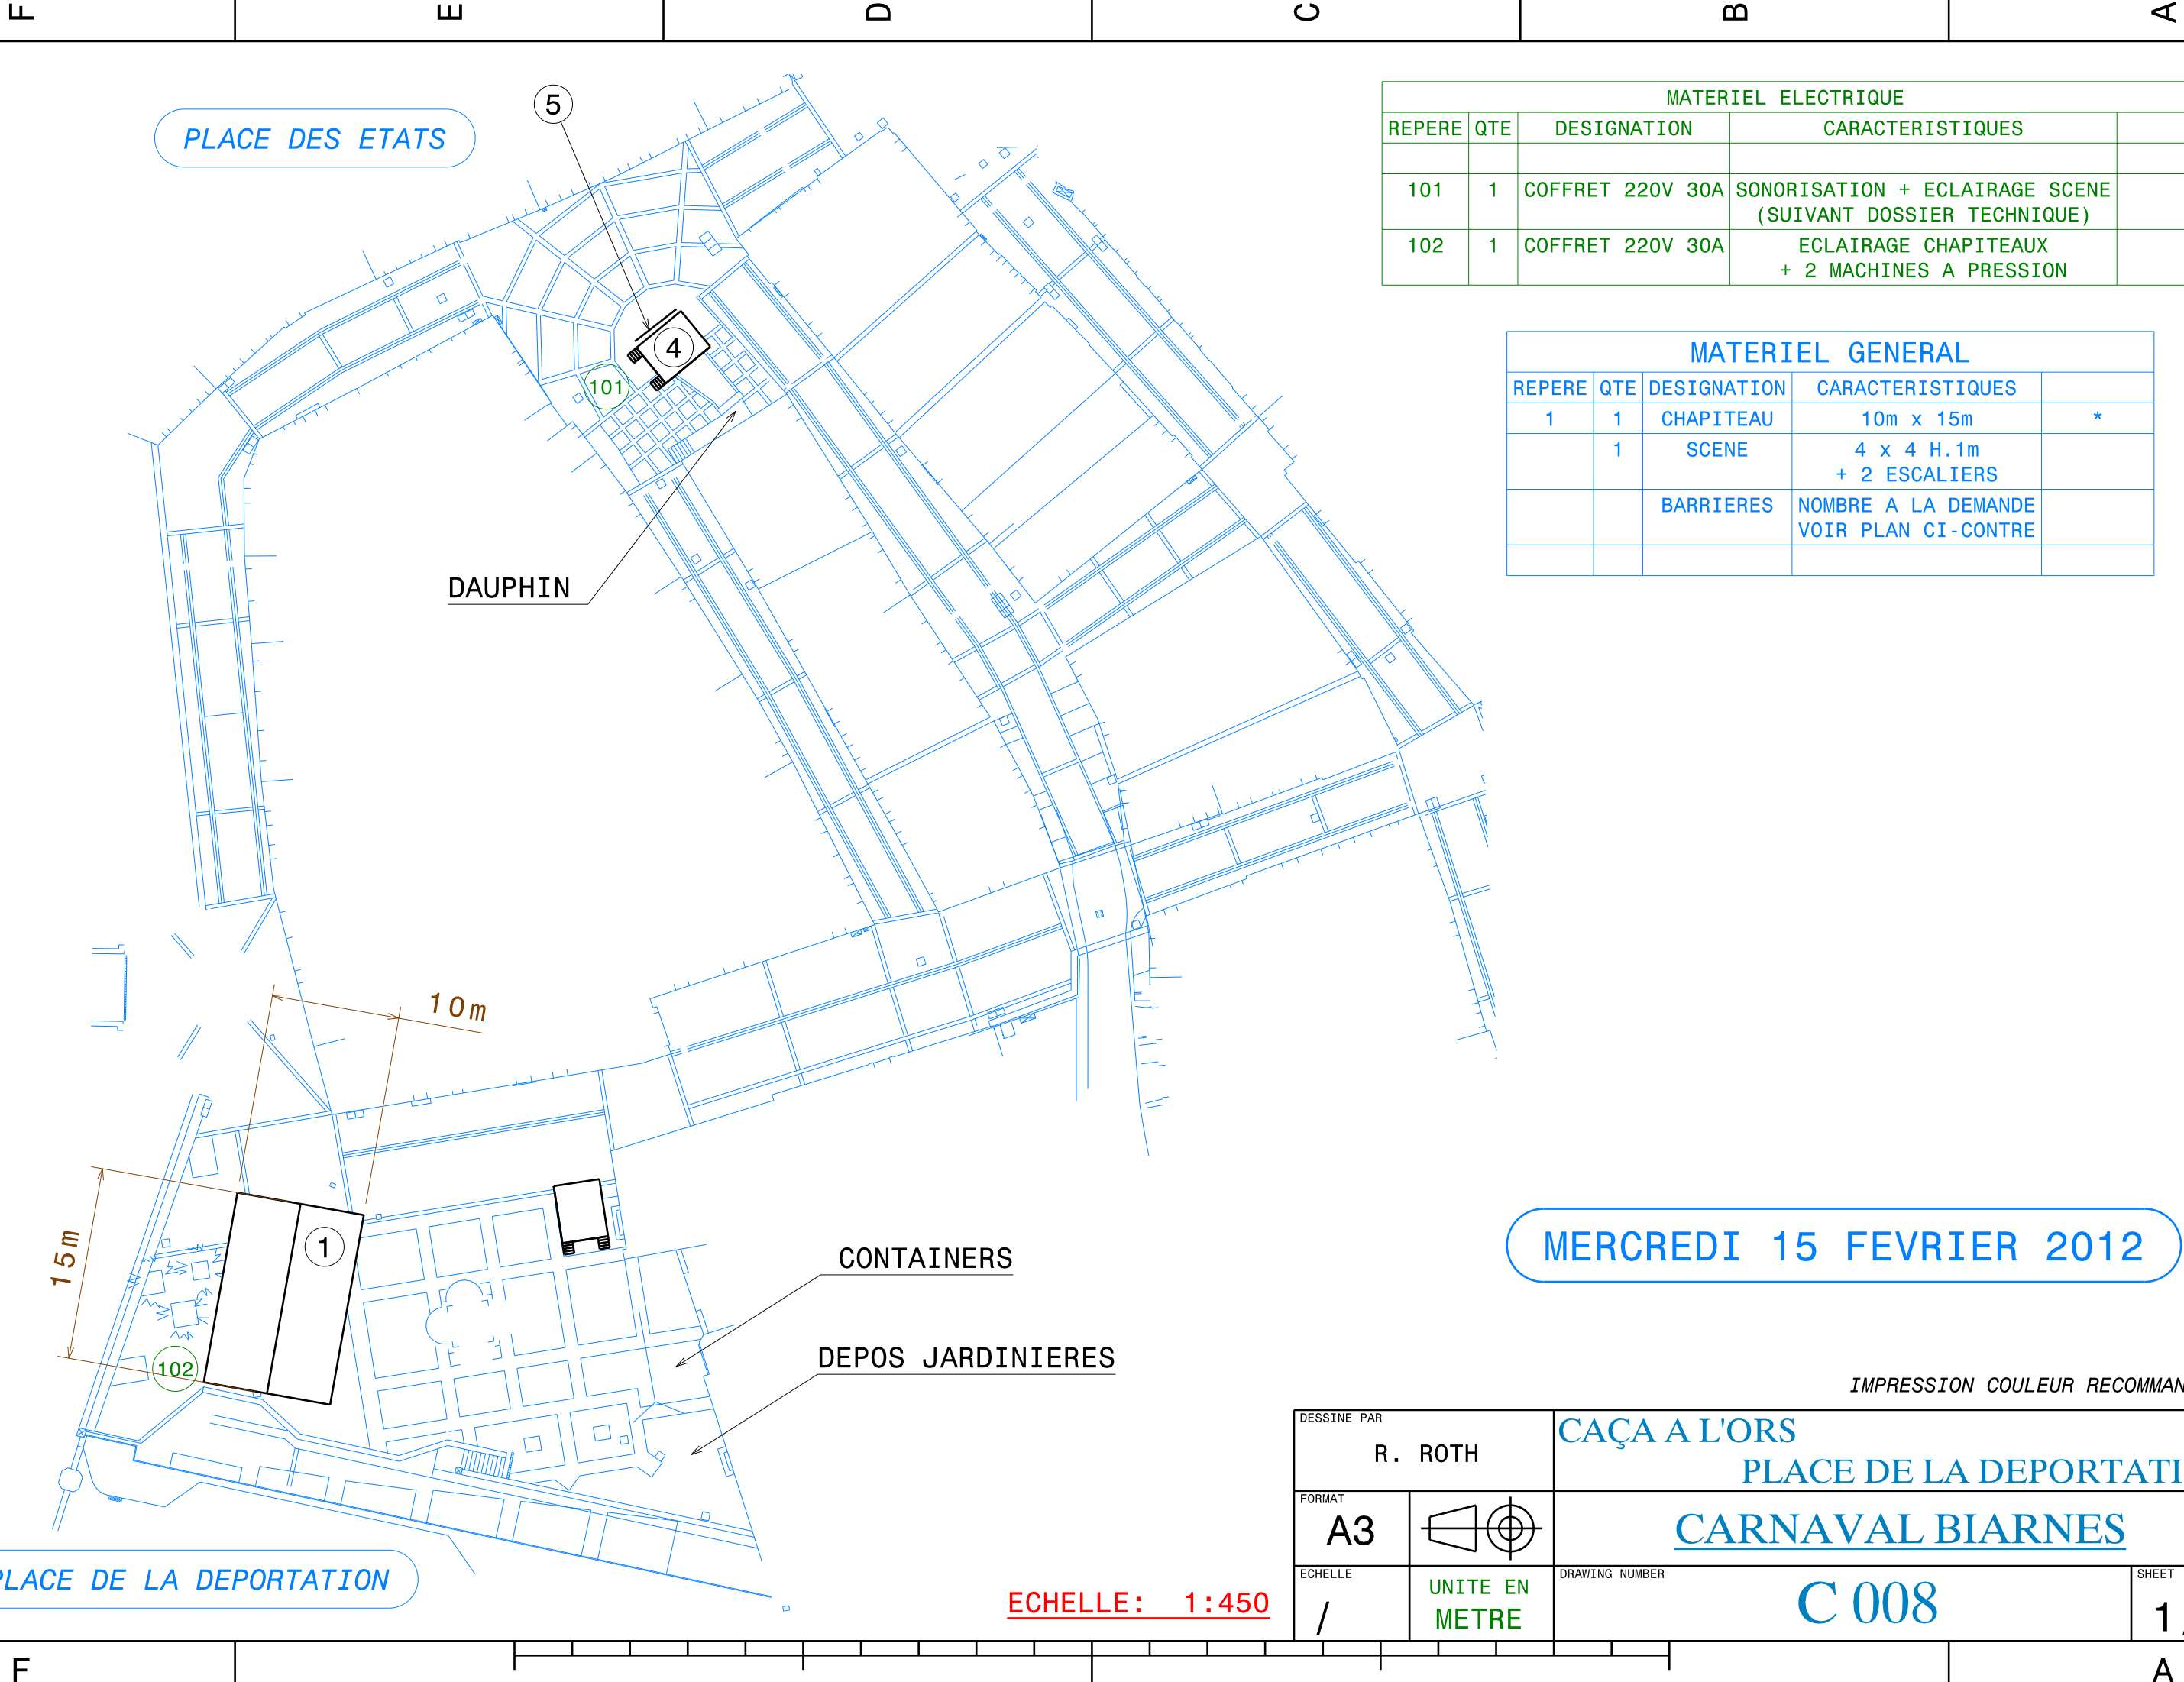 F E D C B A
5
PLACE DES ETATS
MATERIEL ELECTRIQUE
REPERE QTE DESIGNATION CARACTERISTIQUES
101 1 COFFRET 220V 30A SONORISATION + ECLAIRAGE SCENE
(SUIVANT DOSSIER TECHNIQUE)
102 1 COFFRET 220V 30A ECLAIRAGE CHAPITEAUX
+ 2 MACHINES A PRESSION
4
101
MATERIEL GENERAL
REPERE QTE DESIGNATION CARACTERISTIQUES
1 1 CHAPITEAU 10m x 15m *
1 SCENE 4 x 4 H.1m
+ 2 ESCALIERS
BARRIERES NOMBRE A LA DEMANDE
VOIR PLAN CI-CONTRE
DAUPHIN
10m
15m
1
102
CONTAINERS
DEPOS JARDINIERES
MERCREDI 15 FEVRIER 2012
IMPRESSION COULEUR RECOMMAN
DESSINE PAR
R. ROTH
CAÇA A L'ORS
PLACE DE LA DEPORTATI
FORMAT
A3
CARNAVAL BIARNES
ECHELLE
/
UNITE EN
METRE
DRAWING NUMBER
C 008
SHEET
1
PLACE DE LA DEPORTATION
ECHELLE: 1:450
F A